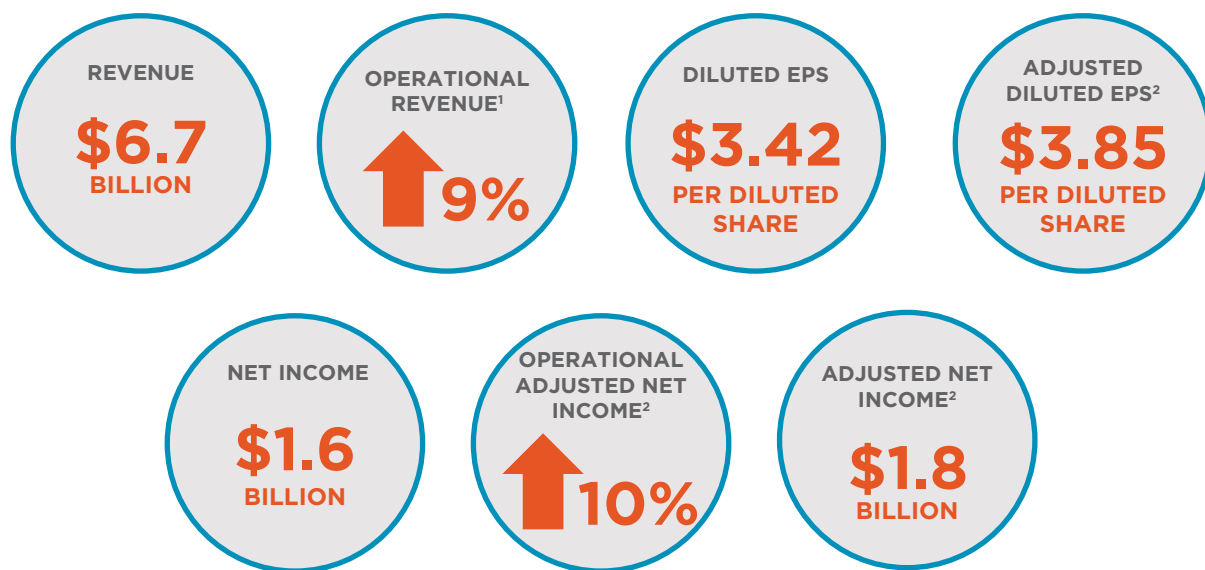 REVENUE
$6.7
BILLION
OPERATIONAL
REVENUE¹
9%
DILUTED EPS
$3.42
PER DILUTED
SHARE
ADJUSTED
DILUTED EPS²
$3.85
PER DILUTED
SHARE
NET INCOME
$1.6
BILLION
OPERATIONAL
ADJUSTED NET
INCOME²
10%
ADJUSTED NET
INCOME²
$1.8
BILLION